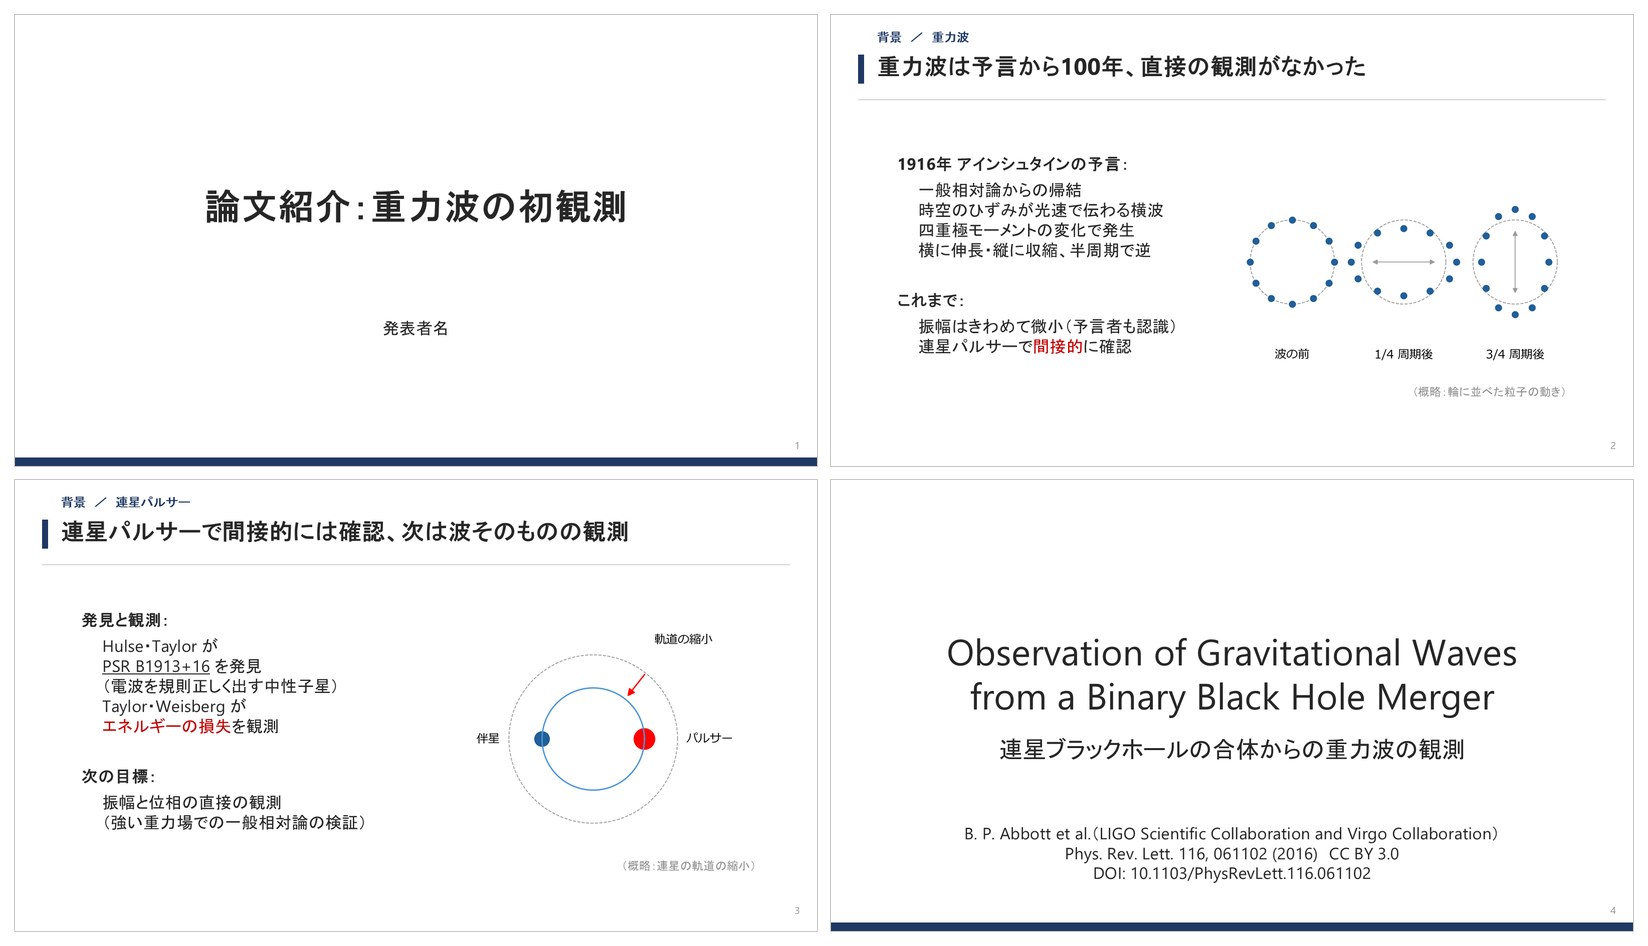 論文紹介：重力波の初観測
発表者名
1
背景 ／ 重力波
重力波は予言から100年、直接の観測がなかった
1916年 アインシュタインの予言：
一般相対論からの帰結
時空のひずみが光速で伝わる横波
四重極モーメントの変化で発生
横に伸長・縦に収縮、半周期で逆
これまで：
振幅はきわめて微小（予言者も認識）
連星パルサーで間接的に確認
波の前
1/4 周期後
3/4 周期後
（概略：輪に並べた粒子の動き）
2
背景 ／ 連星パルサー
連星パルサーで間接的には確認、次は波そのものの観測
発見と観測：
Hulse・Taylor が
PSR B1913+16 を発見
（電波を規則正しく出す中性子星）
Taylor・Weisberg が
エネルギーの損失を観測
次の目標：
振幅と位相の直接の観測
（強い重力場での一般相対論の検証）
軌道の縮小
伴星
パルサー
（概略：連星の軌道の縮小）
3
Observation of Gravitational Waves
from a Binary Black Hole Merger
連星ブラックホールの合体からの重力波の観測
B. P. Abbott et al.（LIGO Scientific Collaboration and Virgo Collaboration）
Phys. Rev. Lett. 116, 061102 (2016)  CC BY 3.0
DOI: 10.1103/PhysRevLett.116.061102
4